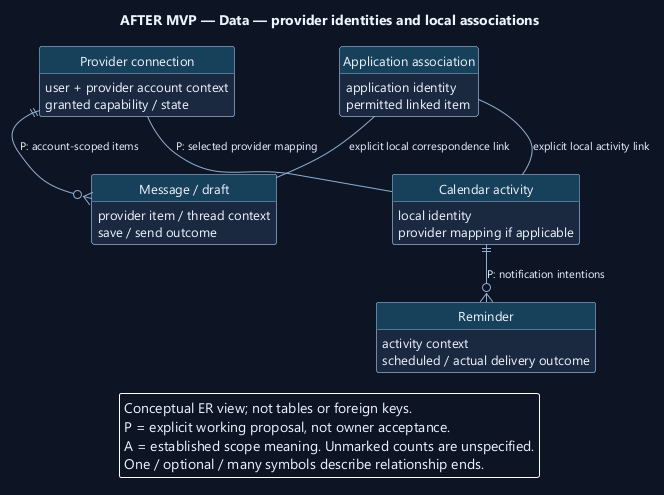 AFTER MVP — Data — provider identities and local associations
Provider connection
user + provider account context
granted capability / state
Application association
application identity
permitted linked item
P: account-scoped items
P: selected provider mapping
explicit local correspondence link
explicit local activity link
Message / draft
provider item / thread context
save / send outcome
Calendar activity
local identity
provider mapping if applicable
P: notification intentions
Reminder
activity context
scheduled / actual delivery outcome
Conceptual ER view; not tables or foreign keys.
P = explicit working proposal, not owner acceptance.
A = established scope meaning. Unmarked counts are unspecified.
One / optional / many symbols describe relationship ends.